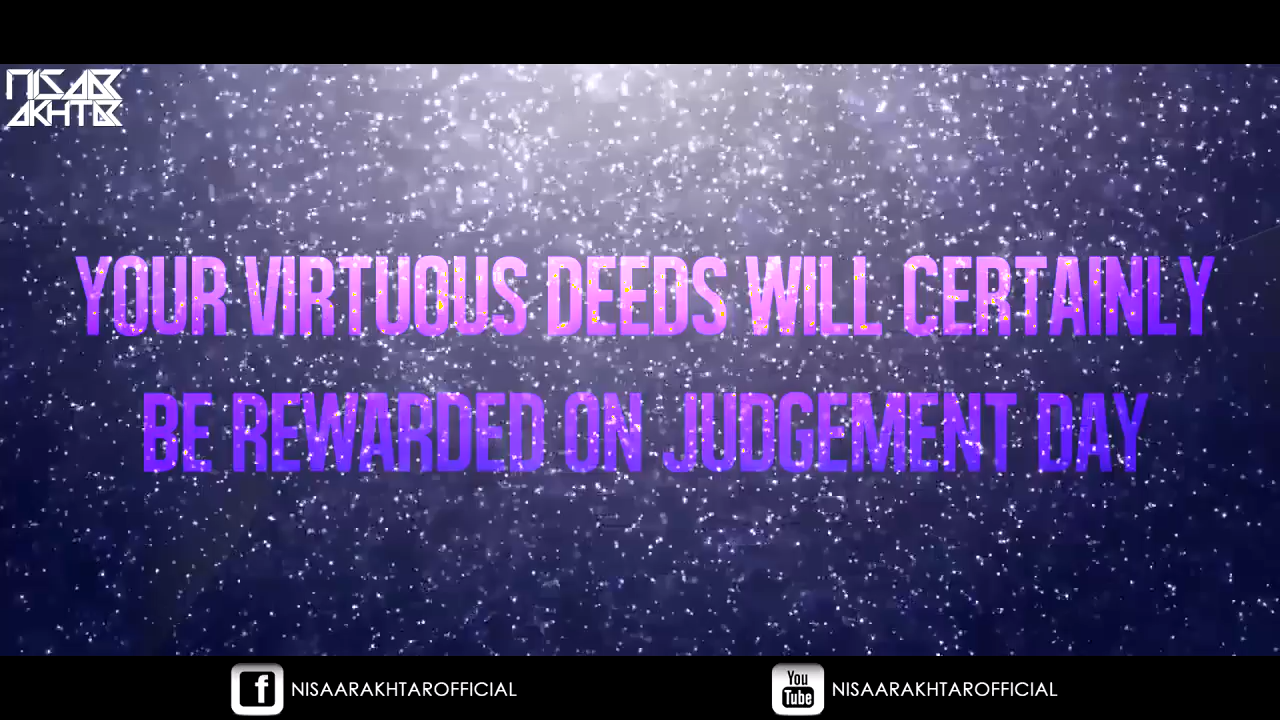 NISAR
AKHTR
YOUR VIRTUOUS DEEDS WILL CERTAINLY
BE REWARDED ON JUDGEMENT DAY
f NISAARAKHTAROFFICIAL
You Tube NISAARAKHTAROFFICIAL